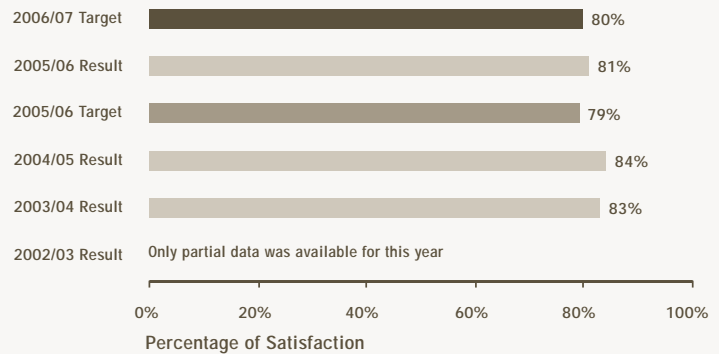 2006/07 Target 80%
2005/06 Result 81%
2005/06 Target 79%
2004/05 Result 84%
2003/04 Result 83%
2002/03 Result Only partial data was available for this year
0% 20% 40% 60% 80% 100%
Percentage of Satisfaction